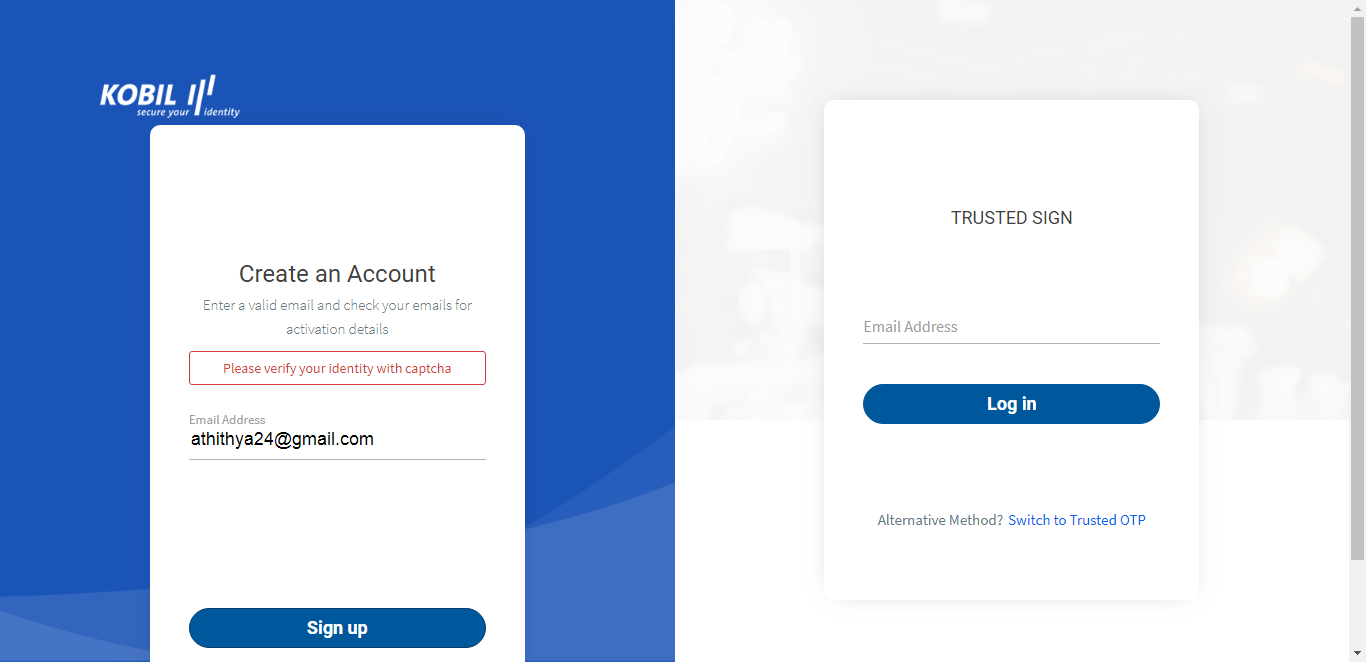 KOBIL
secure your identity
Create an Account
Enter a valid email and check your emails for
activation details
Please verify your identity with captcha
Email Address
athithya24@gmail.com
Sign up
TRUSTED SIGN
Email Address
Log in
Alternative Method? Switch to Trusted OTP